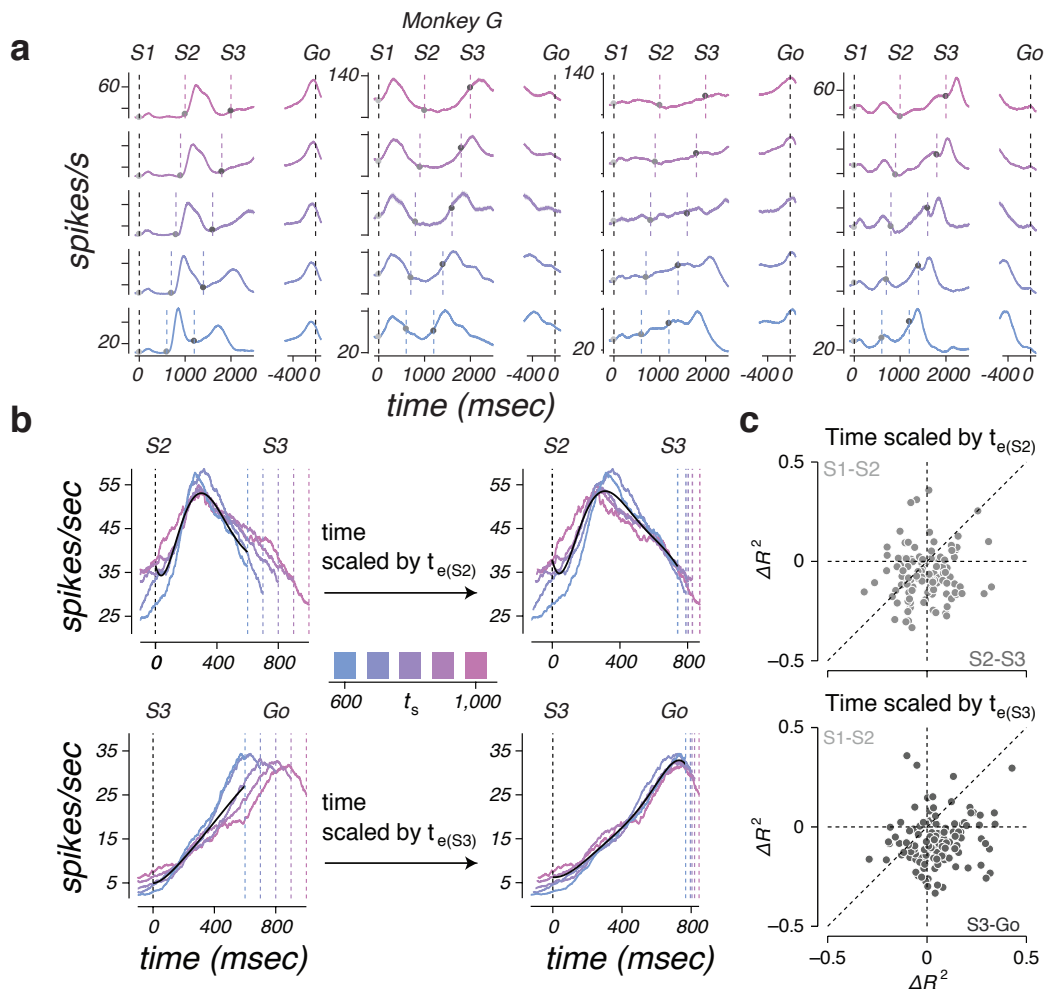 Monkey G
a
S1 S2 S3 Go S1 S2 S3 Go S1 S2 S3 Go S1 S2 S3 Go
60 140 140 60
spikes/s
20 20 20 20
0 1000 2000 -400 0 0 1000 2000 -400 0 0 1000 2000 -400 0 0 1000 2000 -400 0
time (msec)
b
S2 S3 S2 S3
spikes/sec
55 55
45 45
35 35
25 25
time
scaled by te(S2)
0 400 800 0 400 800
600 ts 1,000
S3 Go S3 Go
spikes/sec
35 35
25 25
15 15
5 5
time
scaled by te(S3)
0 400 800 0 400 800
time (msec) time (msec)
c
Time scaled by te(S2)
0.5
S1-S2
ΔR²
0
−0.5
S2-S3
Time scaled by te(S3)
0.5
S1-S2
ΔR²
0
−0.5
S3-Go
−0.5 0 0.5
ΔR²